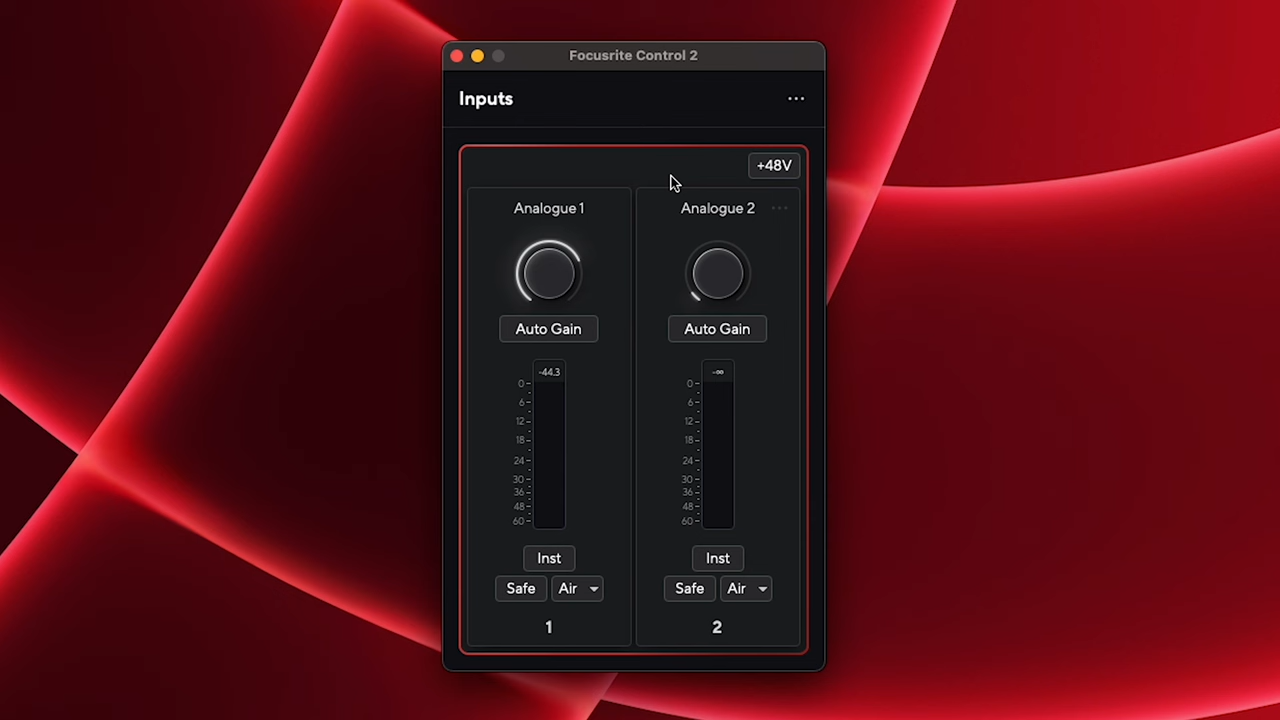 Focusrite Control 2
Inputs
+48V
Analogue 1
Analogue 2
Auto Gain
Auto Gain
-44.3
-∞
0
6
12
18
24
30
36
48
60
0
6
12
18
24
30
36
48
60
Inst
Inst
Safe
Air
Safe
Air
1
2